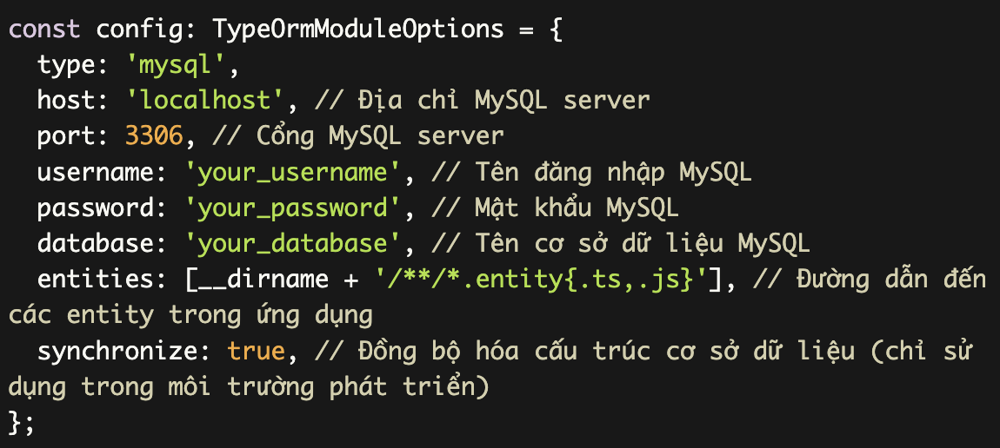 const config: TypeOrmModuleOptions = {
  type: 'mysql',
  host: 'localhost', // Địa chỉ MySQL server
  port: 3306, // Cổng MySQL server
  username: 'your_username', // Tên đăng nhập MySQL
  password: 'your_password', // Mật khẩu MySQL
  database: 'your_database', // Tên cơ sở dữ liệu MySQL
  entities: [__dirname + '/**/*.entity{.ts,.js}'], // Đường dẫn đến
các entity trong ứng dụng
  synchronize: true, // Đồng bộ hóa cấu trúc cơ sở dữ liệu (chỉ sử
dụng trong môi trường phát triển)
};